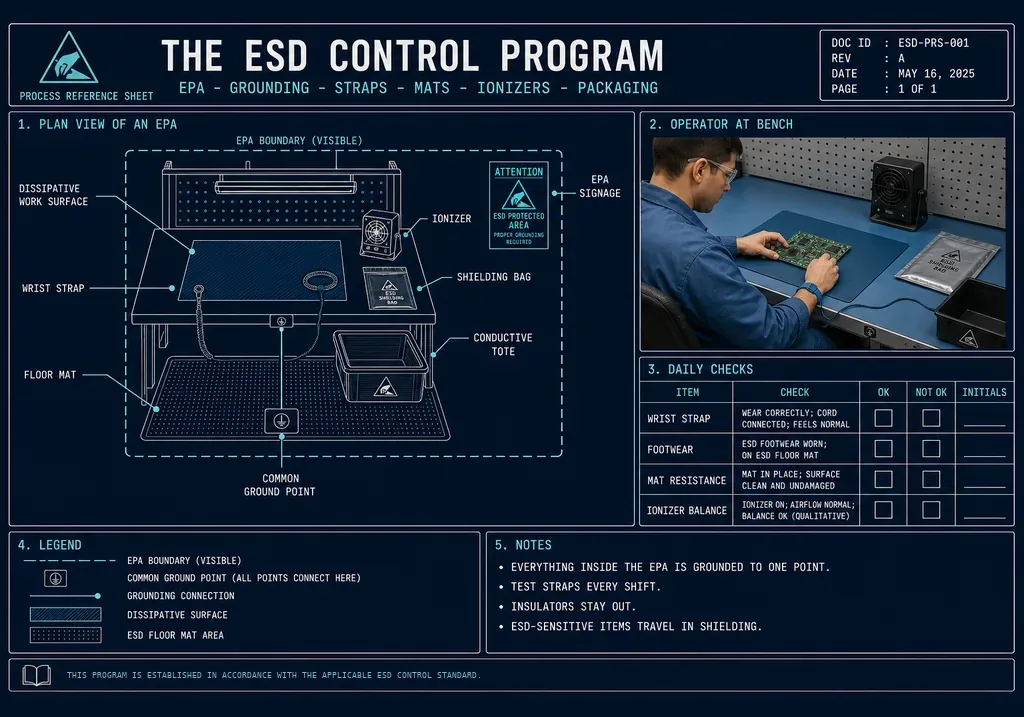 THE ESD CONTROL PROGRAM
EPA - GROUNDING - STRAPS - MATS - IONIZERS - PACKAGING
PROCESS REFERENCE SHEET
DOC ID : ESD-PRS-001
REV : A
DATE : MAY 16, 2025
PAGE : 1 OF 1
1. PLAN VIEW OF AN EPA
EPA BOUNDARY (VISIBLE)
DISSIPATIVE
WORK SURFACE
WRIST STRAP
FLOOR MAT
ATTENTION
ESD PROTECTED
AREA
PROPER GROUNDING
REQUIRED
EPA
SIGNAGE
IONIZER
SHIELDING BAG
ESD
SHIELDING
BAG
CONDUCTIVE
TOTE
COMMON
GROUND POINT
2. OPERATOR AT BENCH
ESD
SHIELDING
BAG
3. DAILY CHECKS
ITEM CHECK OK NOT OK INITIALS
WRIST STRAP
WEAR CORRECTLY; CORD
CONNECTED; FEELS NORMAL
FOOTWEAR
ESD FOOTWEAR WORN;
ON ESD FLOOR MAT
MAT RESISTANCE
MAT IN PLACE; SURFACE
CLEAN AND UNDAMAGED
IONIZER BALANCE
IONIZER ON; AIRFLOW NORMAL;
BALANCE OK (QUALITATIVE)
4. LEGEND
EPA BOUNDARY (VISIBLE)
COMMON GROUND POINT (ALL POINTS CONNECT HERE)
GROUNDING CONNECTION
DISSIPATIVE SURFACE
ESD FLOOR MAT AREA
5. NOTES
• EVERYTHING INSIDE THE EPA IS GROUNDED TO ONE POINT.
• TEST STRAPS EVERY SHIFT.
• INSULATORS STAY OUT.
• ESD-SENSITIVE ITEMS TRAVEL IN SHIELDING.
THIS PROGRAM IS ESTABLISHED IN ACCORDANCE WITH THE APPLICABLE ESD CONTROL STANDARD.